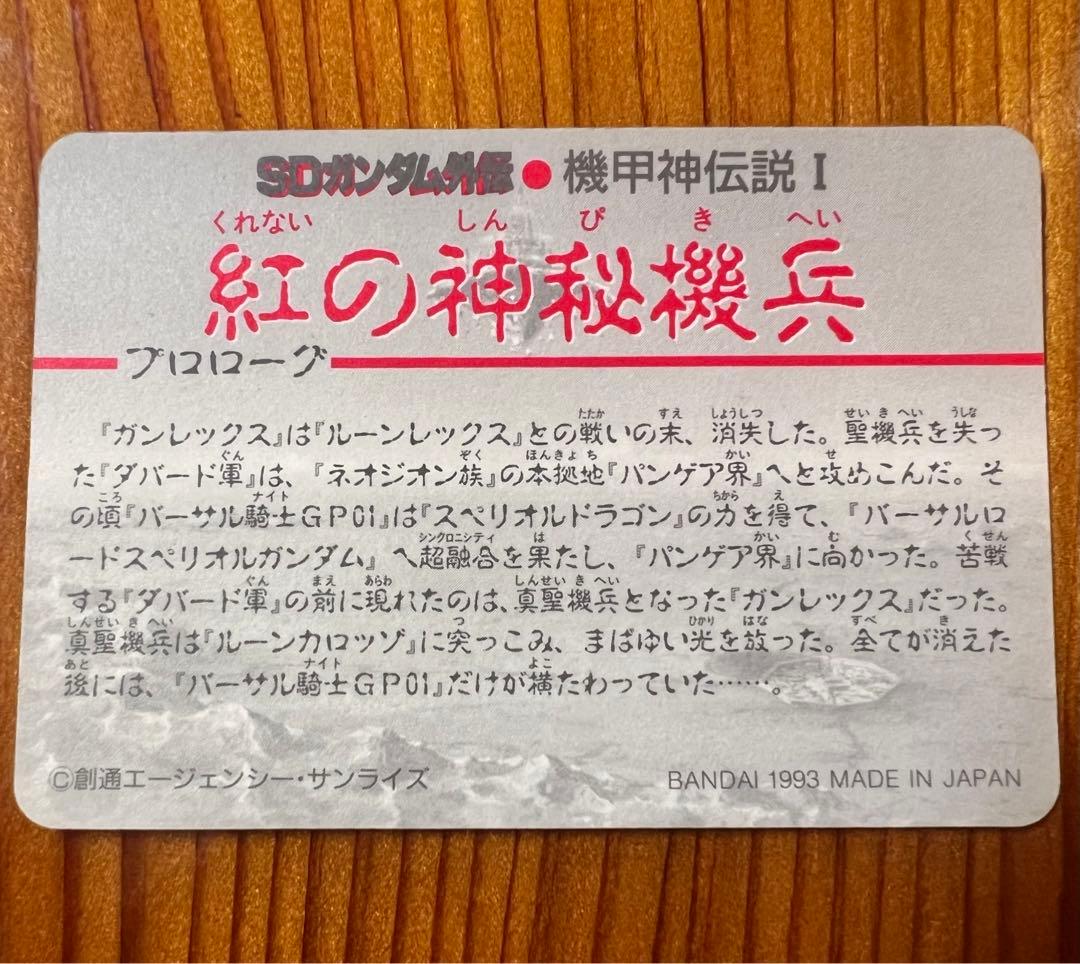 SDガンダム外伝●機甲神伝説Ⅰ
くれない しん ぴ き へい
紅の神秘機兵
プロローグ
たたか すえ しょうしつ せい き へい うしな
『ガンレックス』は『ルーンレックス』との戦いの末、消失した。聖機兵を失っ
ぐん ぞく ほんきょ ち かい せ
た『ダバード軍』は、『ネオジオン族』の本拠地『パンゲア界』へと攻めこんだ。そ
ころ ナイト ちから え
の頃『バーサル騎士GP01』は『スペリオルドラゴン』の力を得て、『バーサルロ
シンクロニシティ は かい む くせん
ードスペリオルガンダム』へ超融合を果たし、『パンゲア界』に向かった。苦戦
ぐん まえ あらわ しんせい き へい
する『ダバード軍』の前に現れたのは、真聖機兵となった『ガンレックス』だった。
しんせい き へい つ ひかり はな すべ き
真聖機兵は『ルーンカロッゾ』に突っこみ、まばゆい光を放った。全てが消えた
あと ナイト よこ
後には、『バーサル騎士GP01』だけが横たわっていた……。
©創通エージェンシー・サンライズ
BANDAI 1993 MADE IN JAPAN